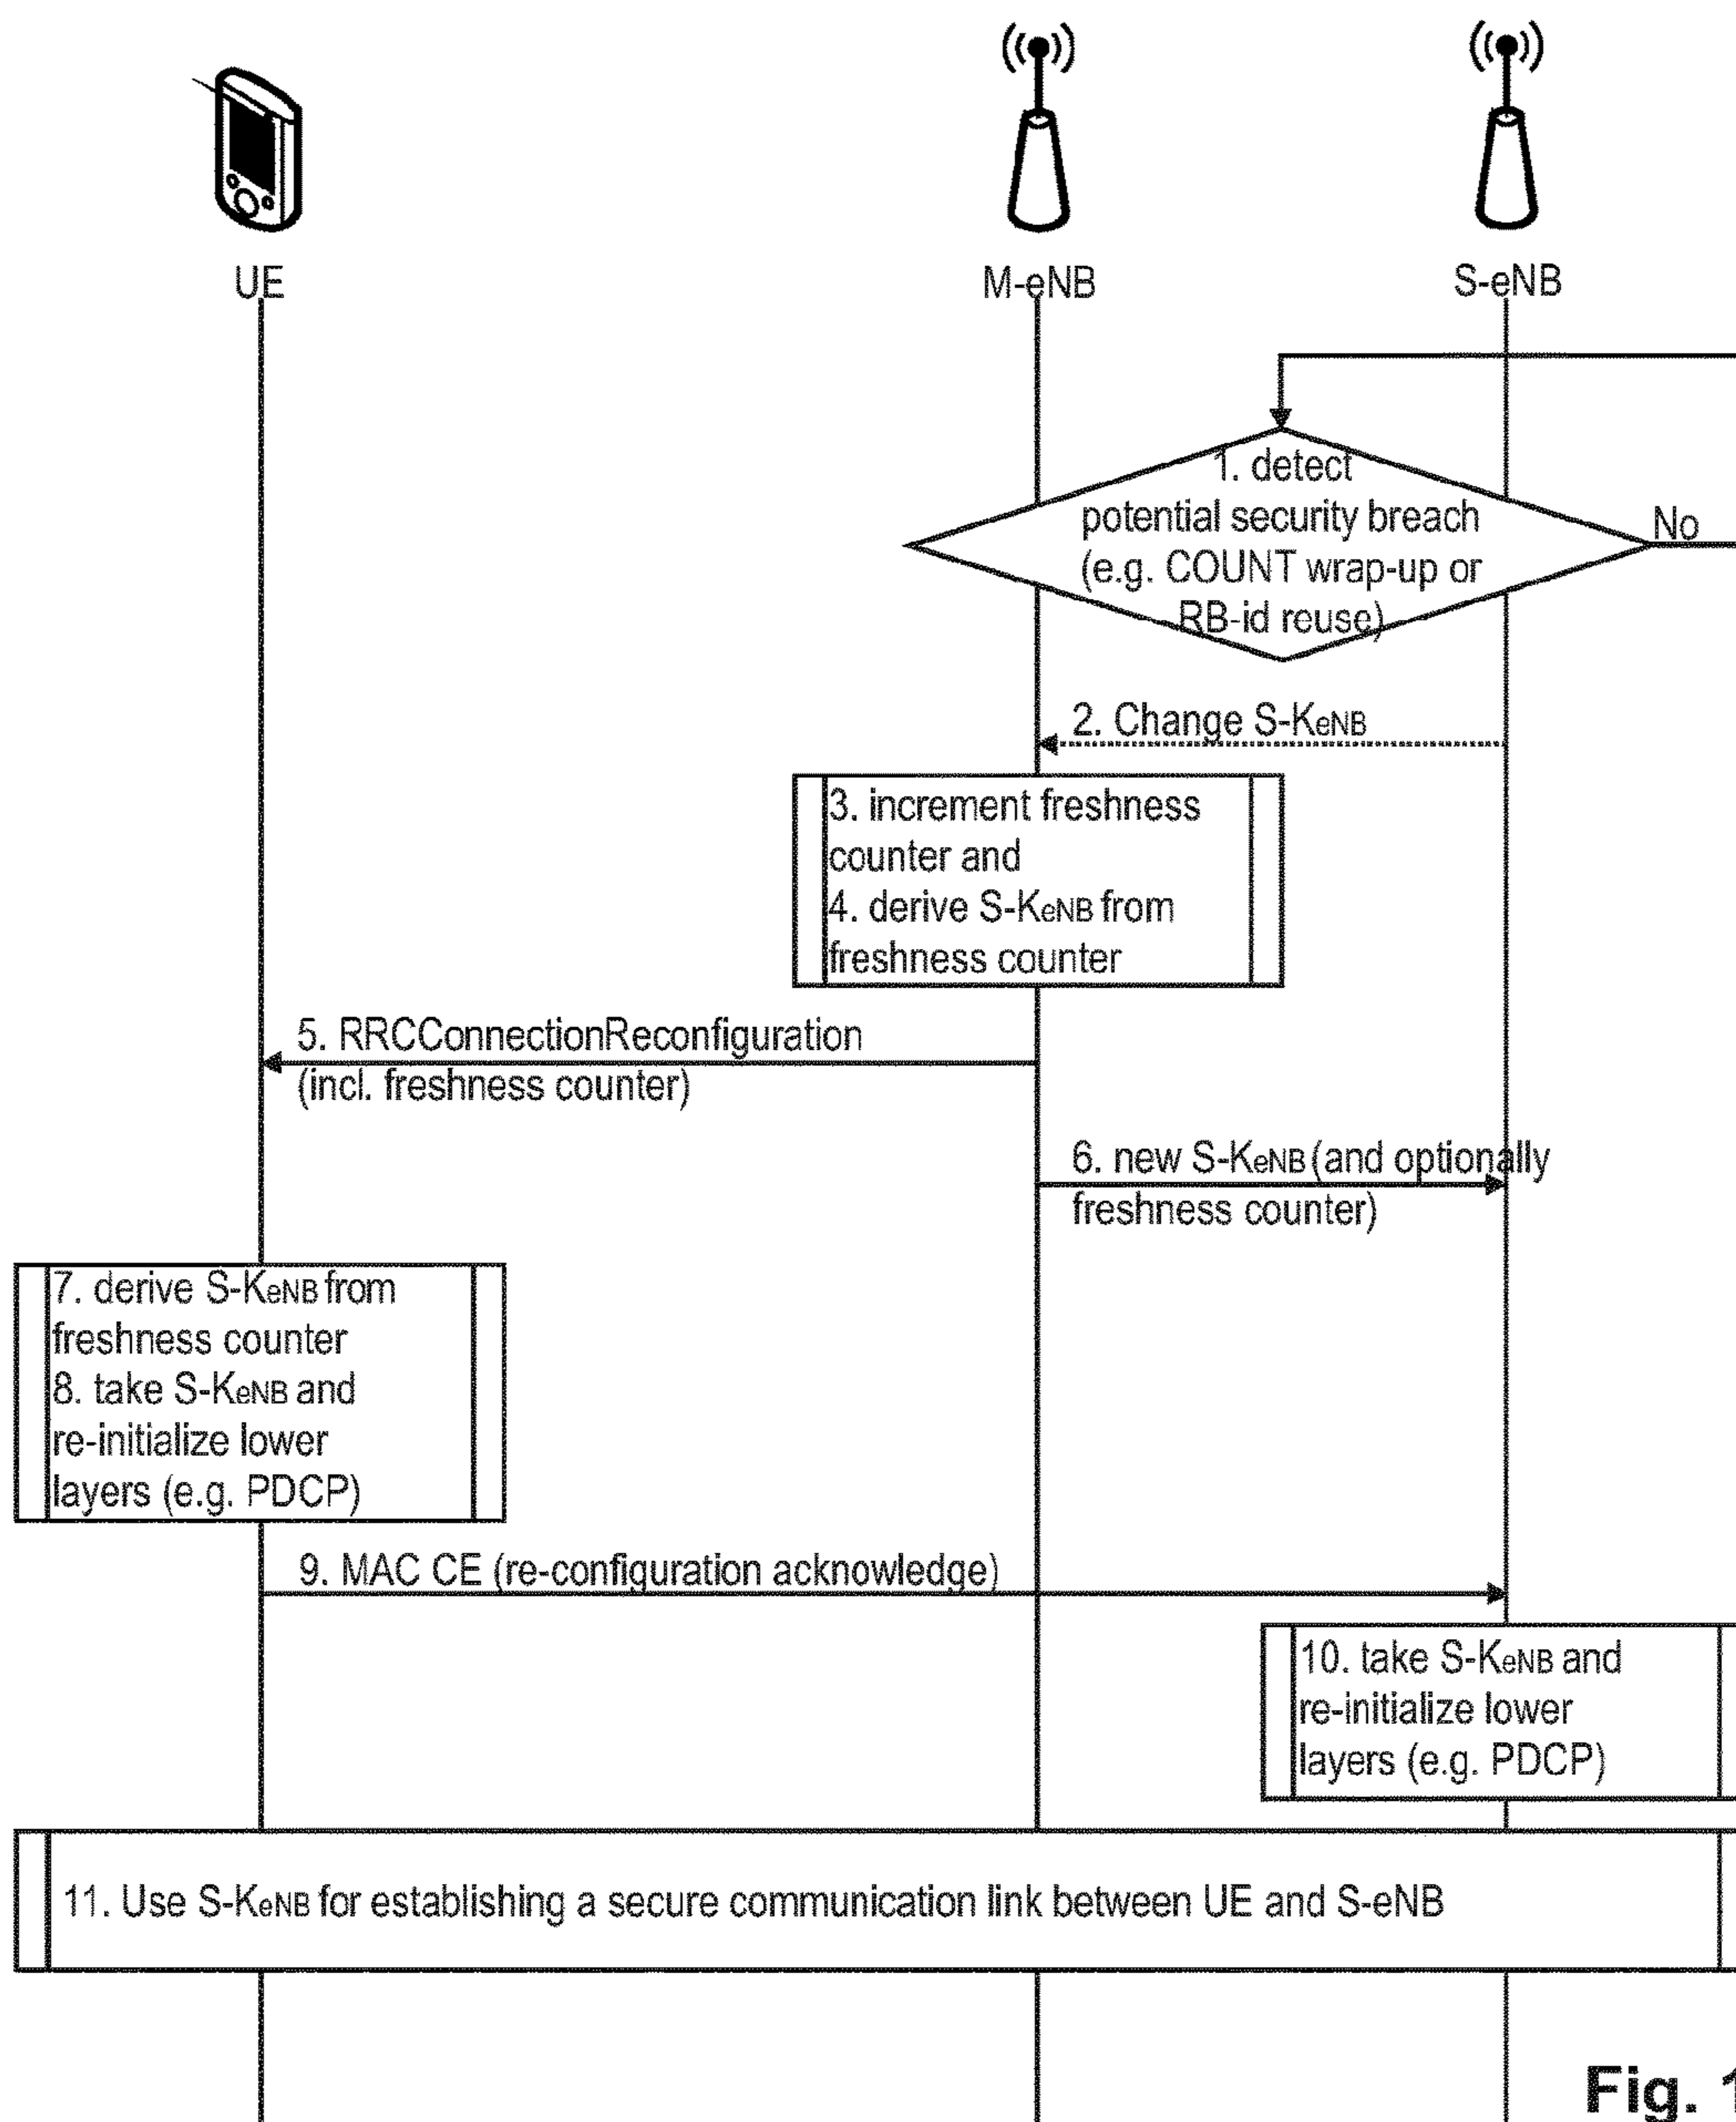 UE
M-eNB
S-eNB
1. detect
potential security breach
(e.g. COUNT wrap-up or
RB-id reuse)
No
2. Change S-KeNB
3. increment freshness
counter and
4. derive S-KeNB from
freshness counter
5. RRCConnectionReconfiguration
(incl. freshness counter)
6. new S-KeNB (and optionally
freshness counter)
7. derive S-KeNB from
freshness counter
8. take S-KeNB and
re-initialize lower
layers (e.g. PDCP)
9. MAC CE (re-configuration acknowledge)
10. take S-KeNB and
re-initialize lower
layers (e.g. PDCP)
11. Use S-KeNB for establishing a secure communication link between UE and S-eNB
Fig.